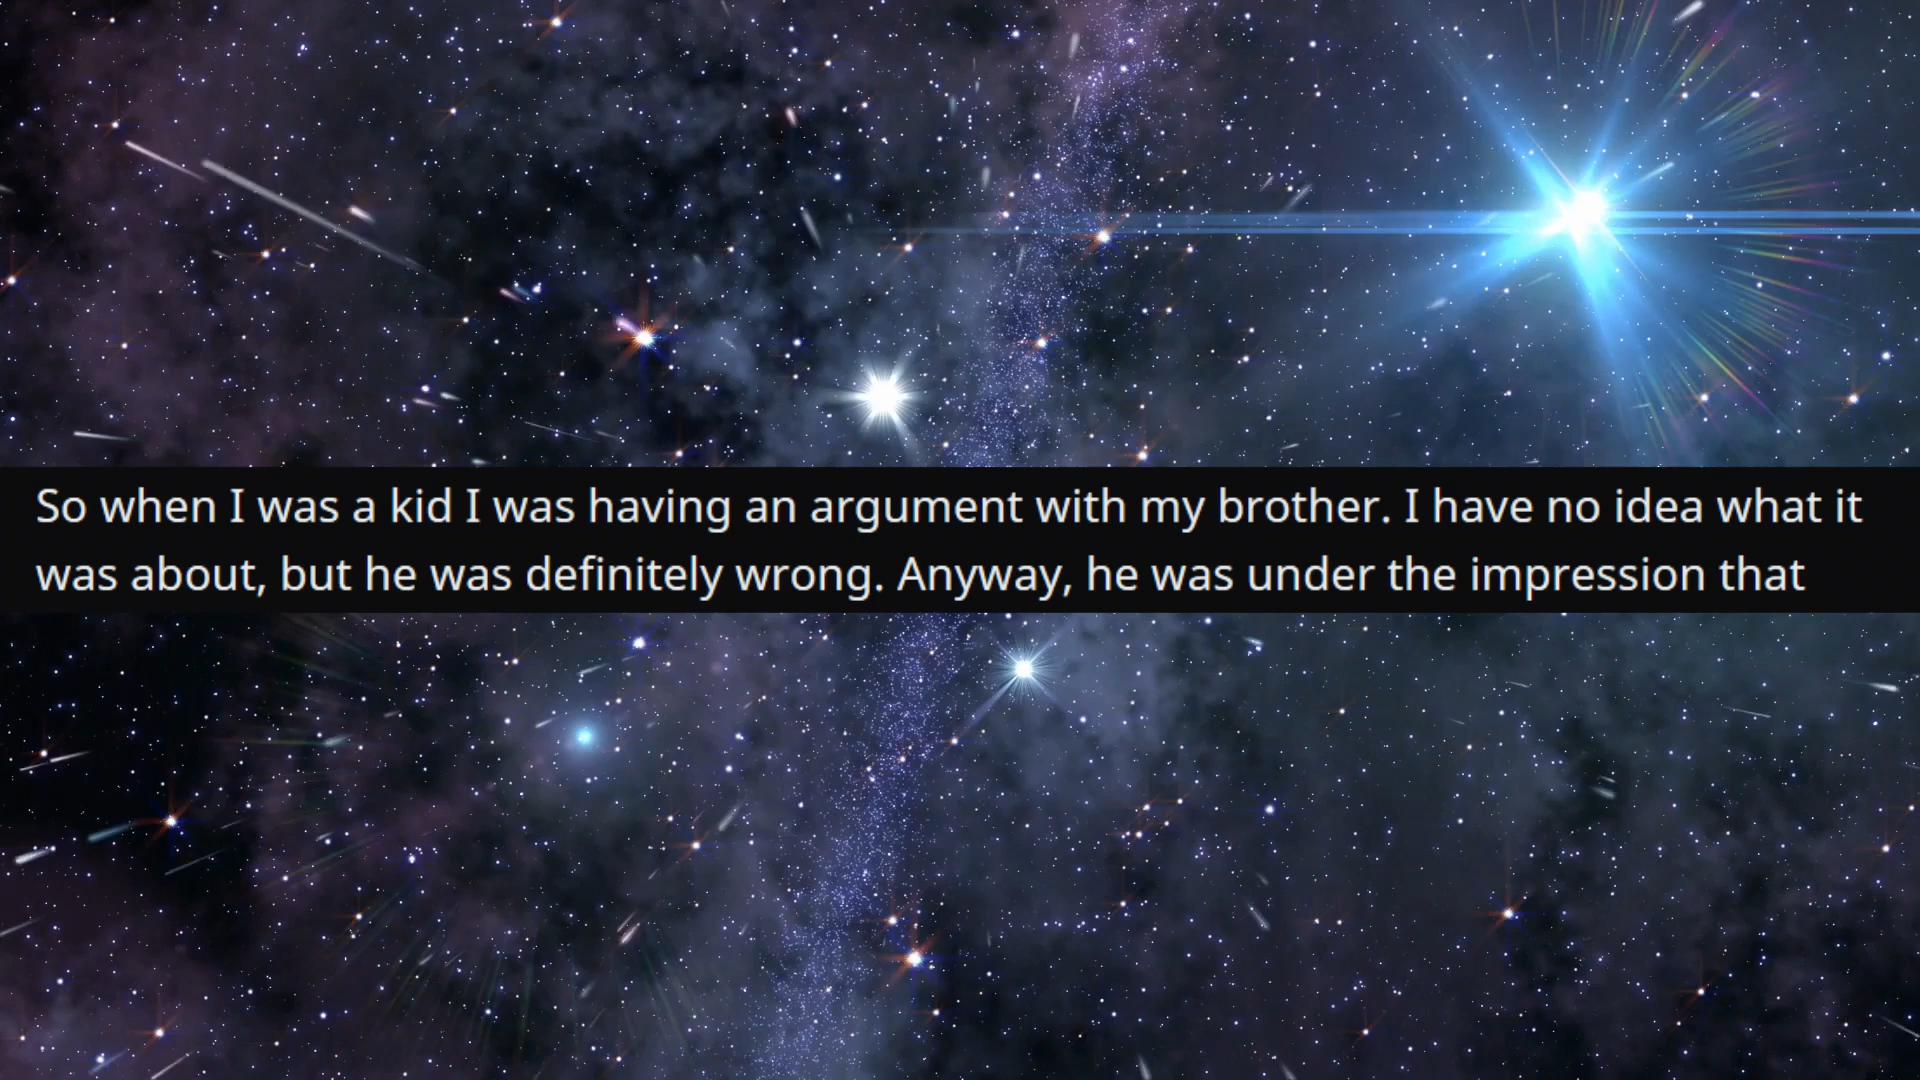 So when I was a kid I was having an argument with my brother. I have no idea what it
was about, but he was definitely wrong. Anyway, he was under the impression that